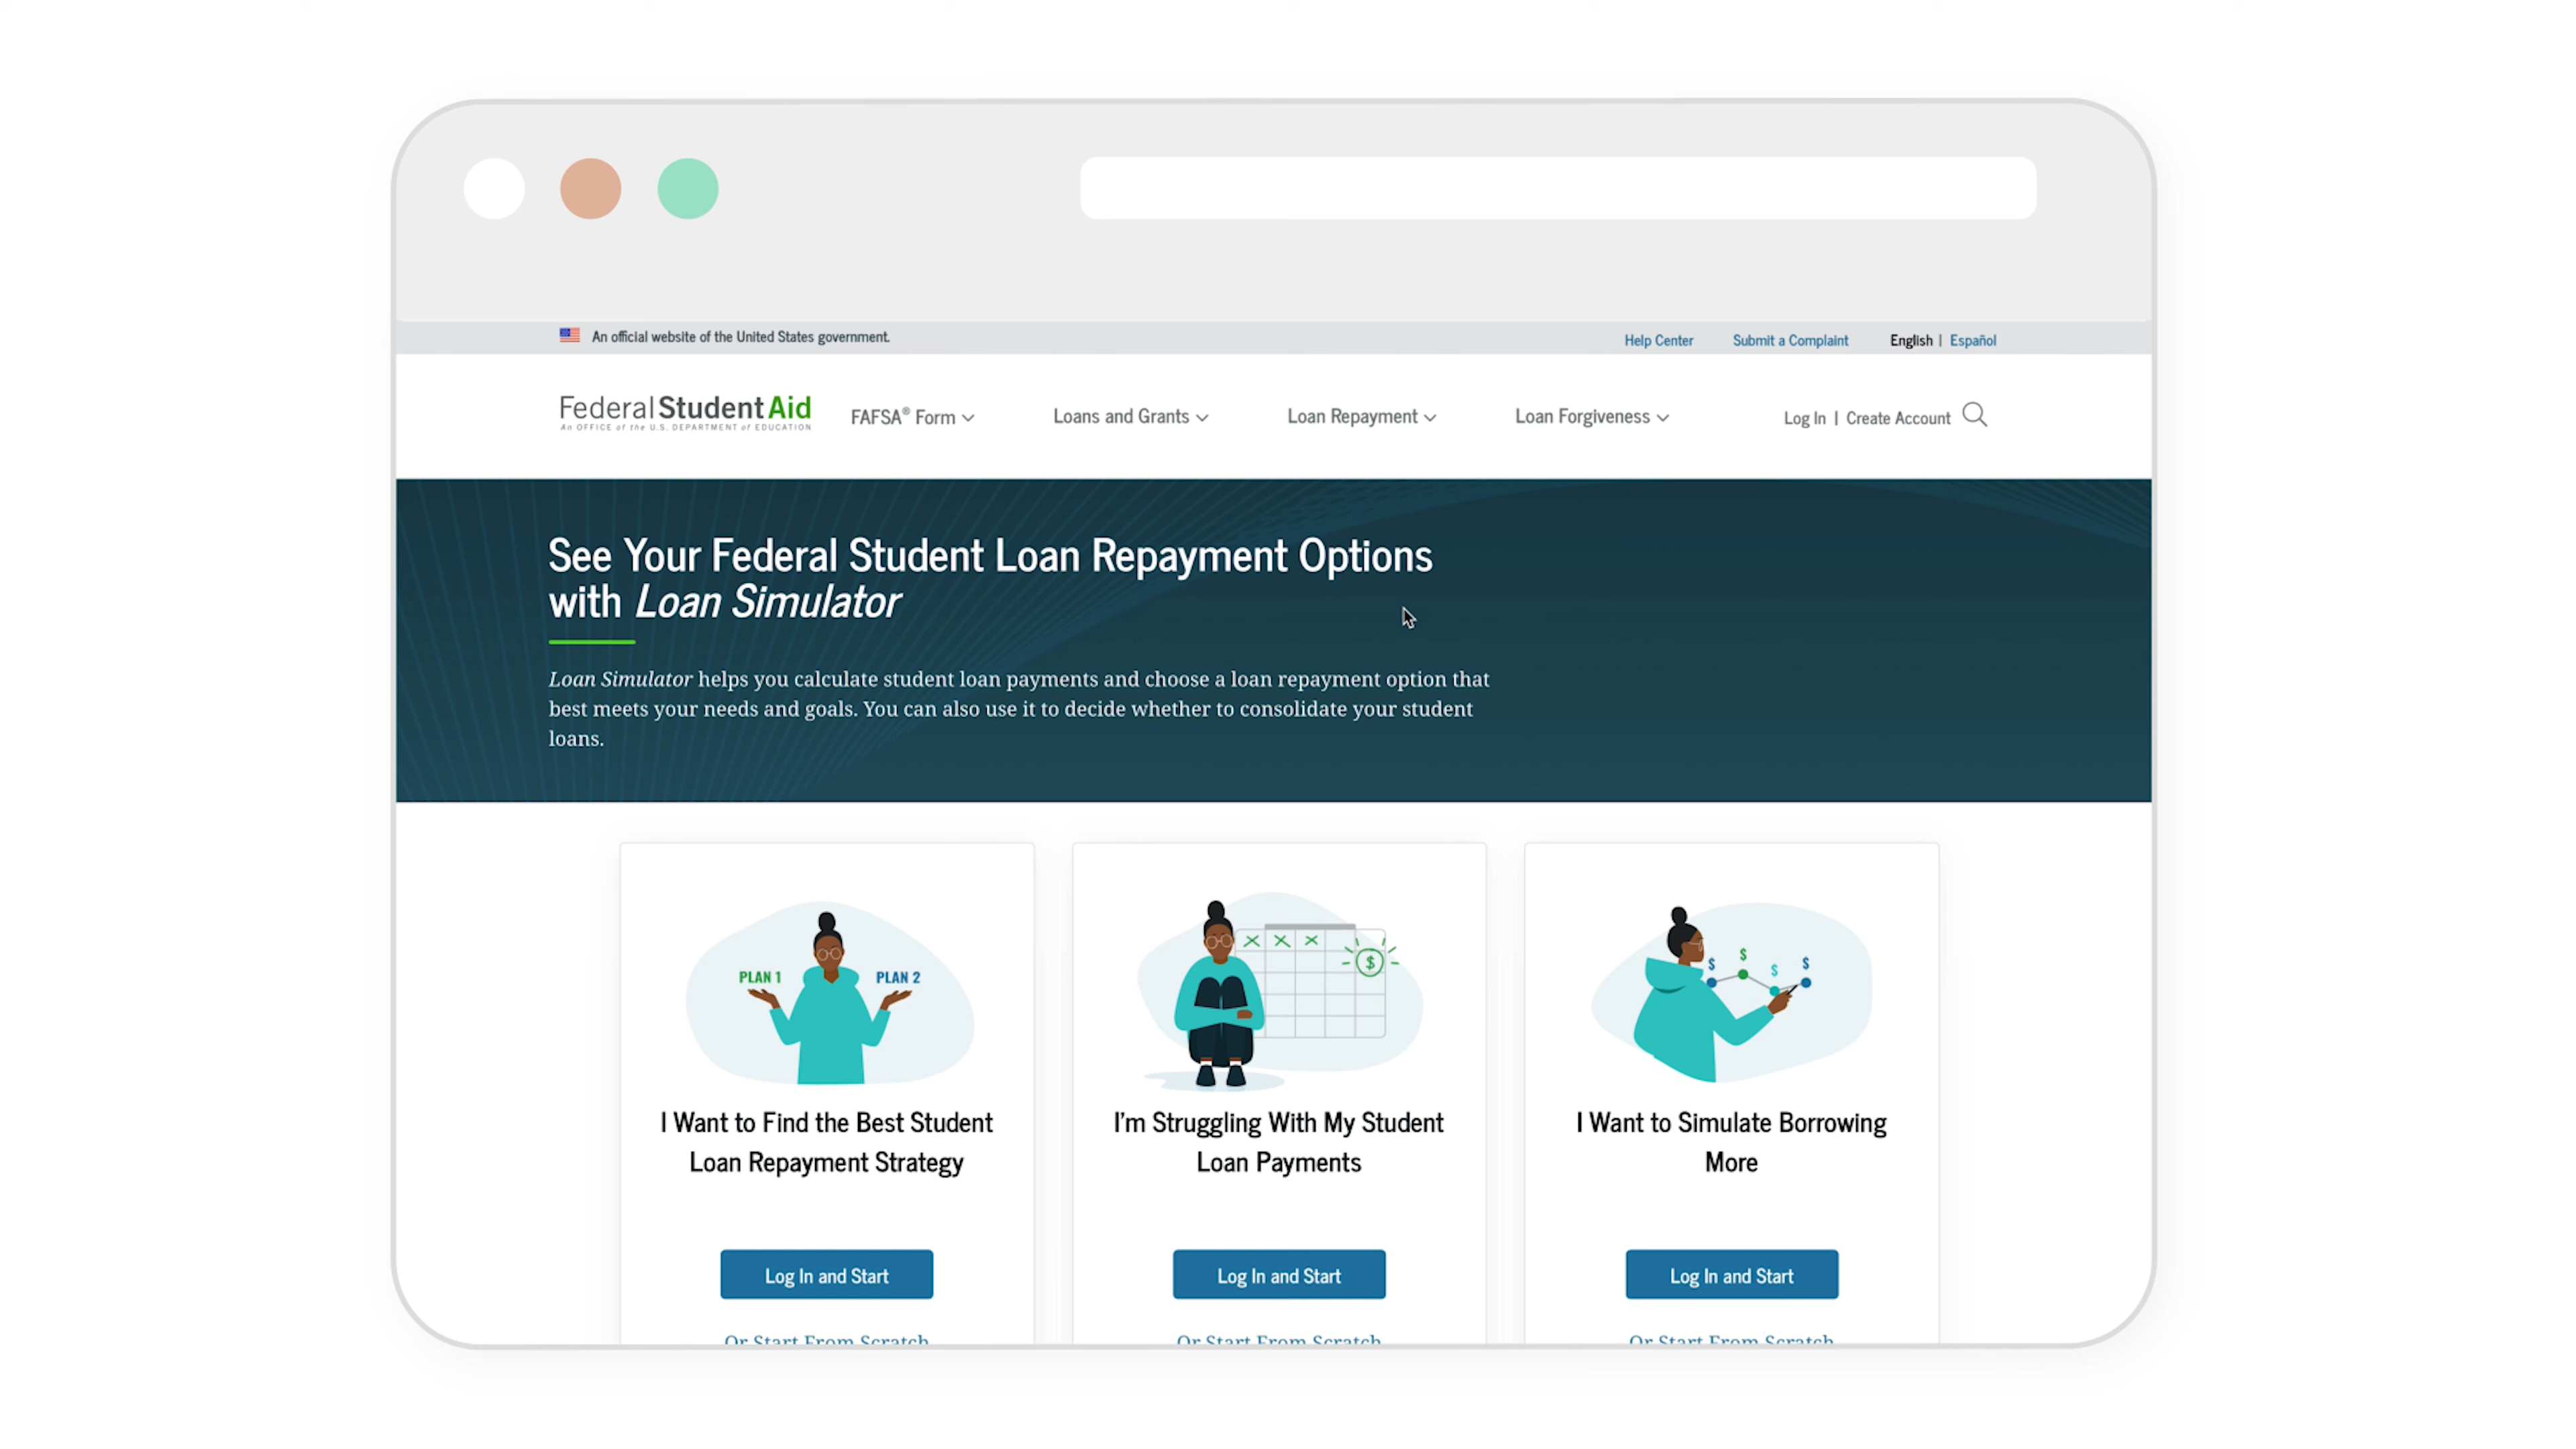 An official website of the United States government.
Help Center Submit a Complaint English | Español
Federal Student Aid
An OFFICE of the U.S. DEPARTMENT of EDUCATION
FAFSA® Form Loans and Grants Loan Repayment Loan Forgiveness Log In | Create Account
See Your Federal Student Loan Repayment Options
with Loan Simulator
Loan Simulator helps you calculate student loan payments and choose a loan repayment option that
best meets your needs and goals. You can also use it to decide whether to consolidate your student
loans.
PLAN 1 PLAN 2
I Want to Find the Best Student
Loan Repayment Strategy
Log In and Start
Or Start From Scratch
$
I'm Struggling With My Student
Loan Payments
Log In and Start
Or Start From Scratch
$ $ $ $
I Want to Simulate Borrowing
More
Log In and Start
Or Start From Scratch